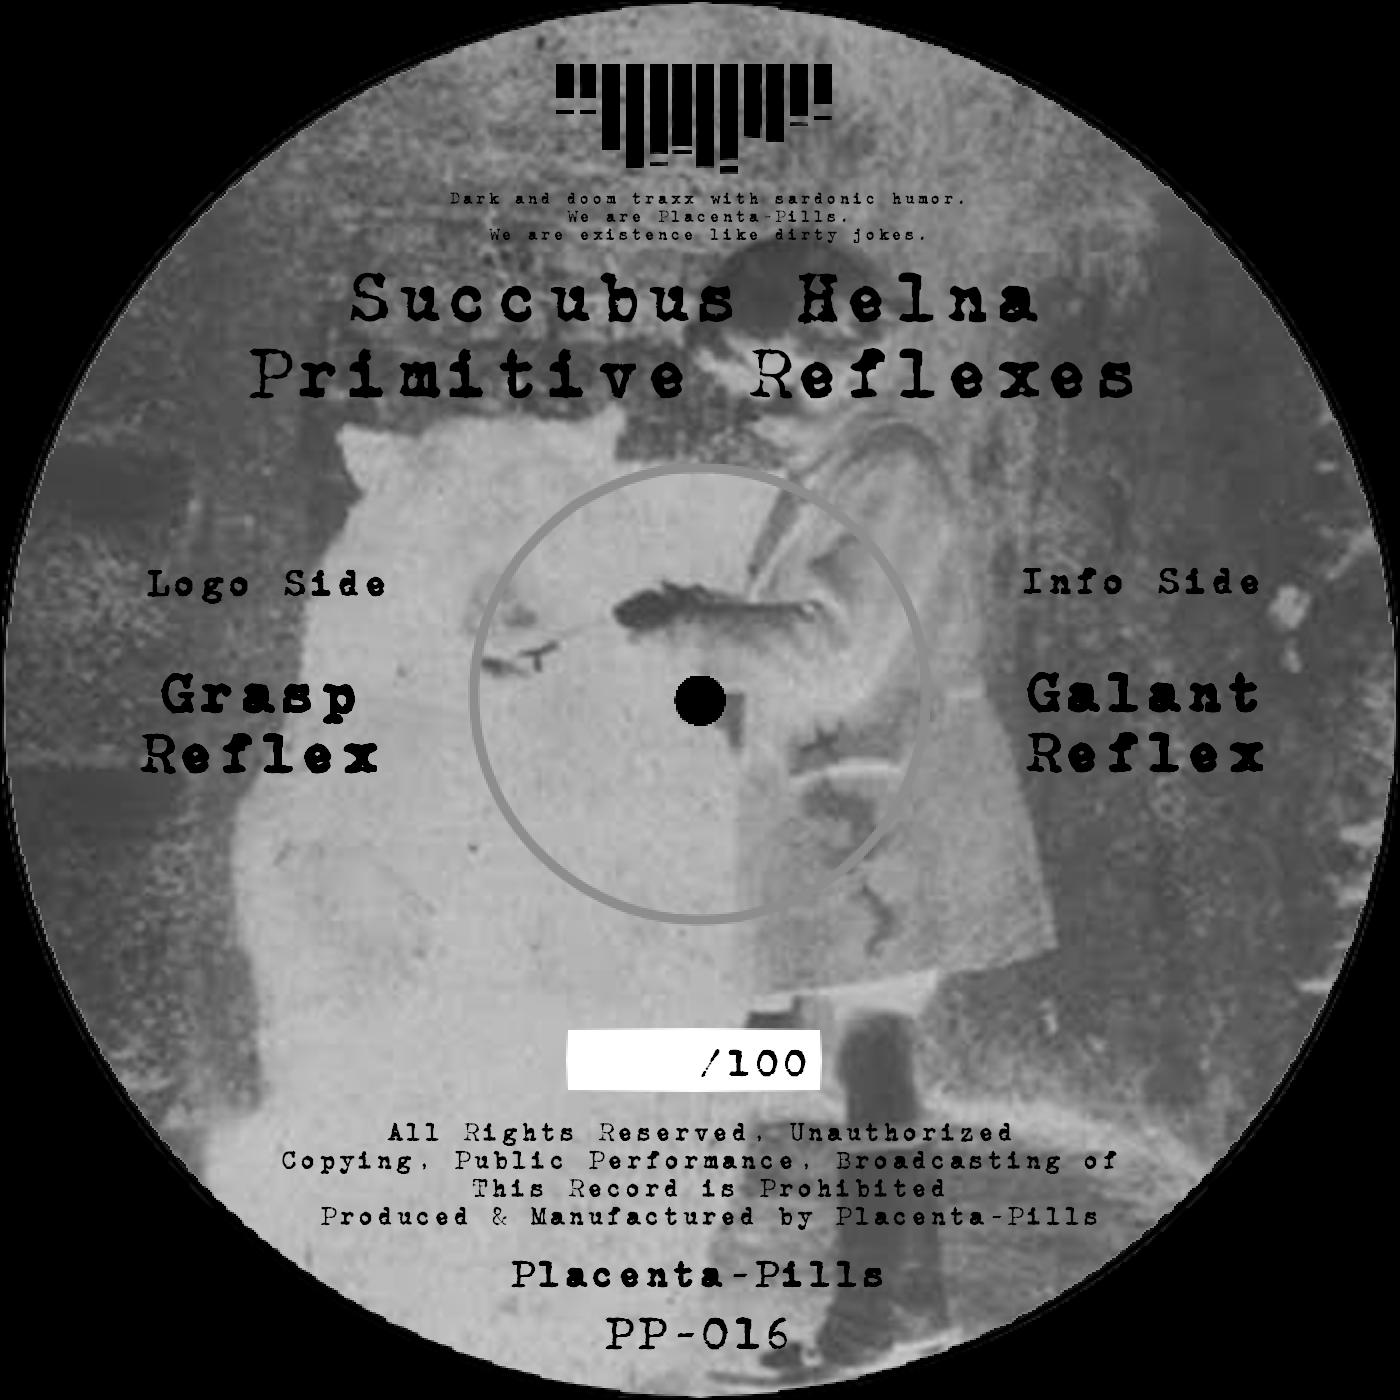 Dark and doom traxx with sardonic humor.
We are Placenta-Pills.
We are existence like dirty jokes.
Succubus Helna
Primitive Reflexes
Logo Side
Grasp
Reflex
Info Side
Galant
Reflex
/100
All Rights Reserved, Unauthorized
Copying, Public Performance, Broadcasting of
This Record is Prohibited
Produced & Manufactured by Placenta-Pills
Placenta-Pills
PP-016